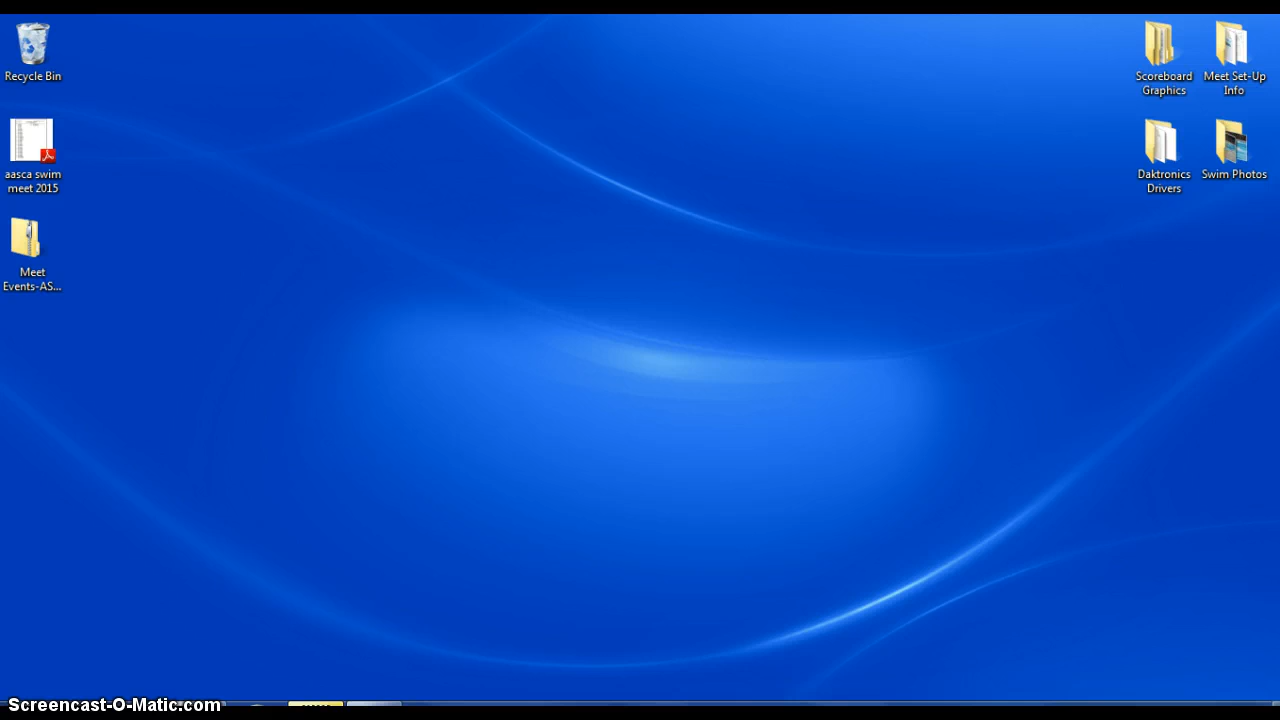 Recycle Bin
aasca swim
meet 2015
Meet
Events-AS...
Scoreboard
Graphics
Meet Set-Up
Info
Daktronics
Drivers
Swim Photos
Screencast-O-Matic.com